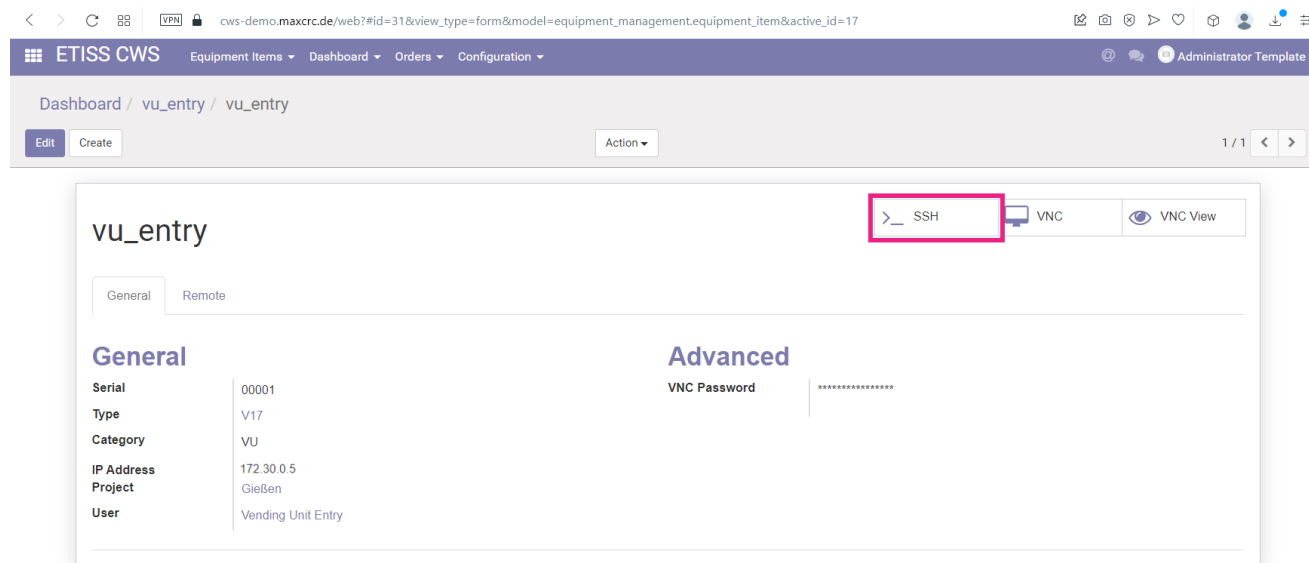 VPN cws-demo.maxcrc.de/web?#id=31&view_type=form&model=equipment_management.equipment_item&active_id=17
ETISS CWS Equipment Items Dashboard Orders Configuration @ Administrator Template
Dashboard / vu_entry / vu_entry
Edit Create Action 1 / 1
vu_entry
>_ SSH VNC VNC View
General Remote
General Advanced
Serial 00001 VNC Password ****************
Type V17
Category VU
IP Address 172.30.0.5
Project Gießen
User Vending Unit Entry